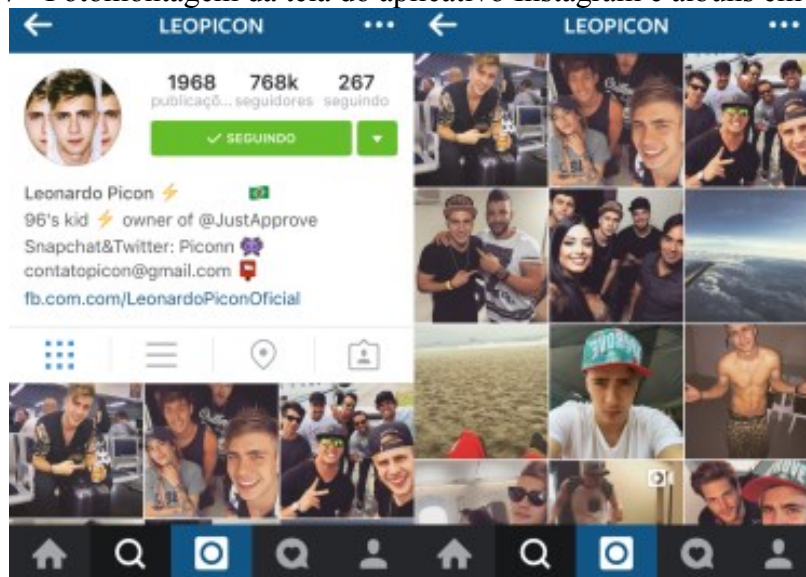 LEOPICON
1968 768k 267
publicaçõ... seguidores seguindo
SEGUINDO
Leonardo Picon
96's kid ⚡ owner of @JustApprove
Snapchat&Twitter: Piconn
contatopicon@gmail.com
fb.com.com/LeonardoPiconOficial
LEOPICON